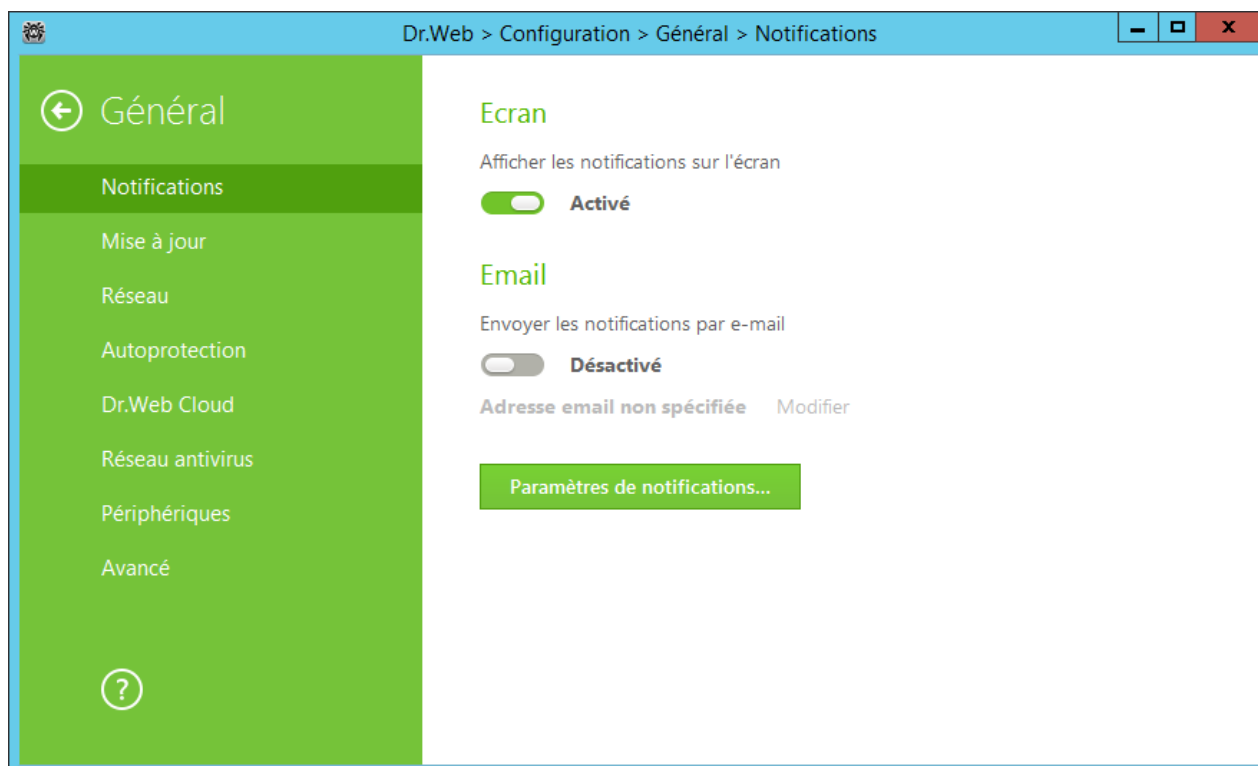 Dr.Web > Configuration > Général > Notifications
Général
Notifications
Mise à jour
Réseau
Autoprotection
Dr.Web Cloud
Réseau antivirus
Périphériques
Avancé
?
Ecran
Afficher les notifications sur l'écran
Activé
Email
Envoyer les notifications par e-mail
Désactivé
Adresse email non spécifiée Modifier
Paramètres de notifications...